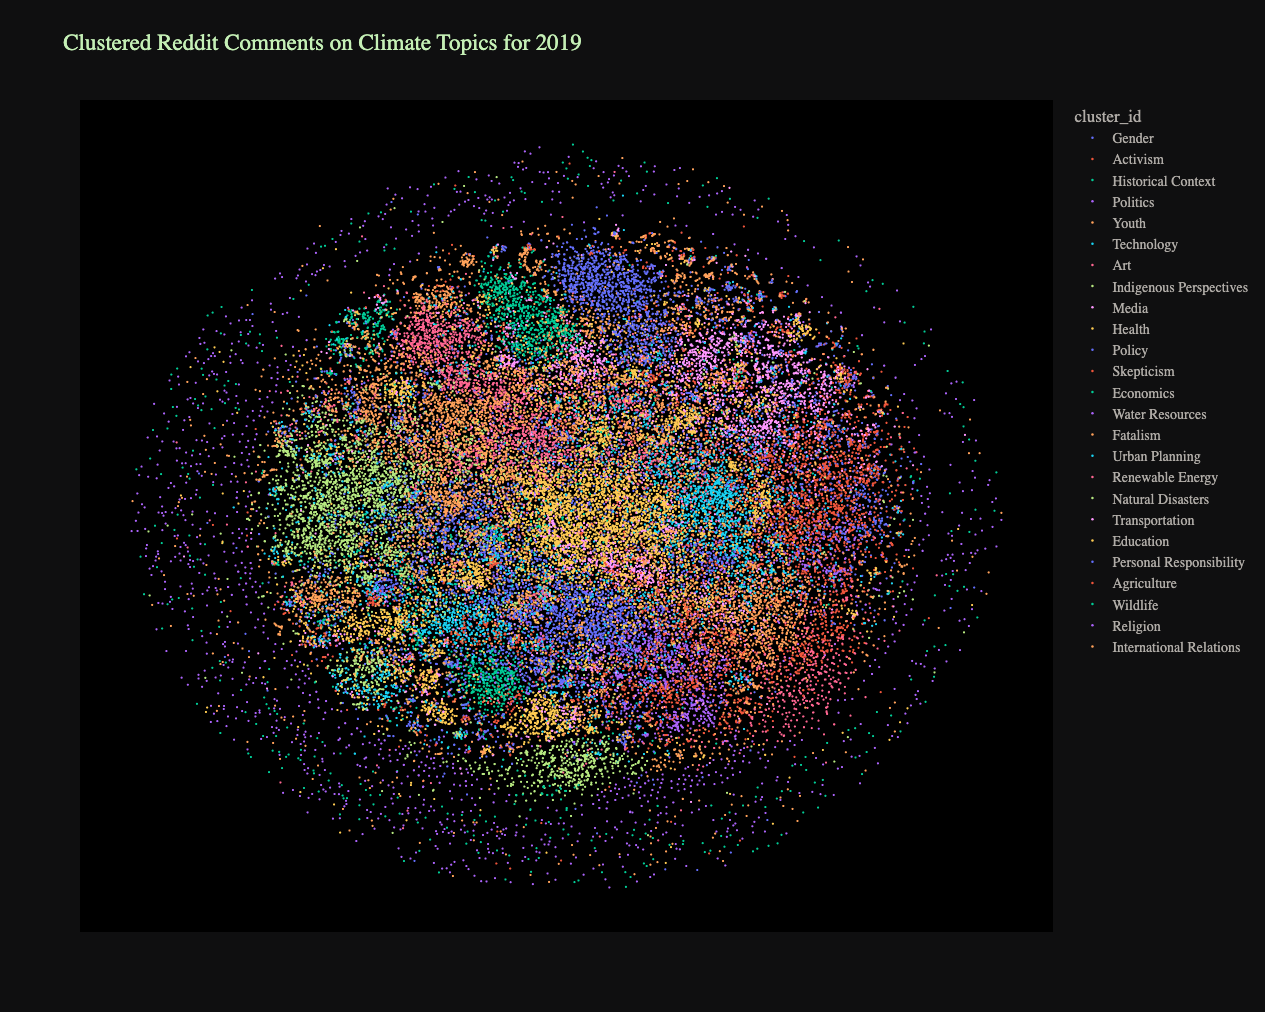 Clustered Reddit Comments on Climate Topics for 2019
cluster_id
Gender
Activism
Historical Context
Politics
Youth
Technology
Art
Indigenous Perspectives
Media
Health
Policy
Skepticism
Economics
Water Resources
Fatalism
Urban Planning
Renewable Energy
Natural Disasters
Transportation
Education
Personal Responsibility
Agriculture
Wildlife
Religion
International Relations